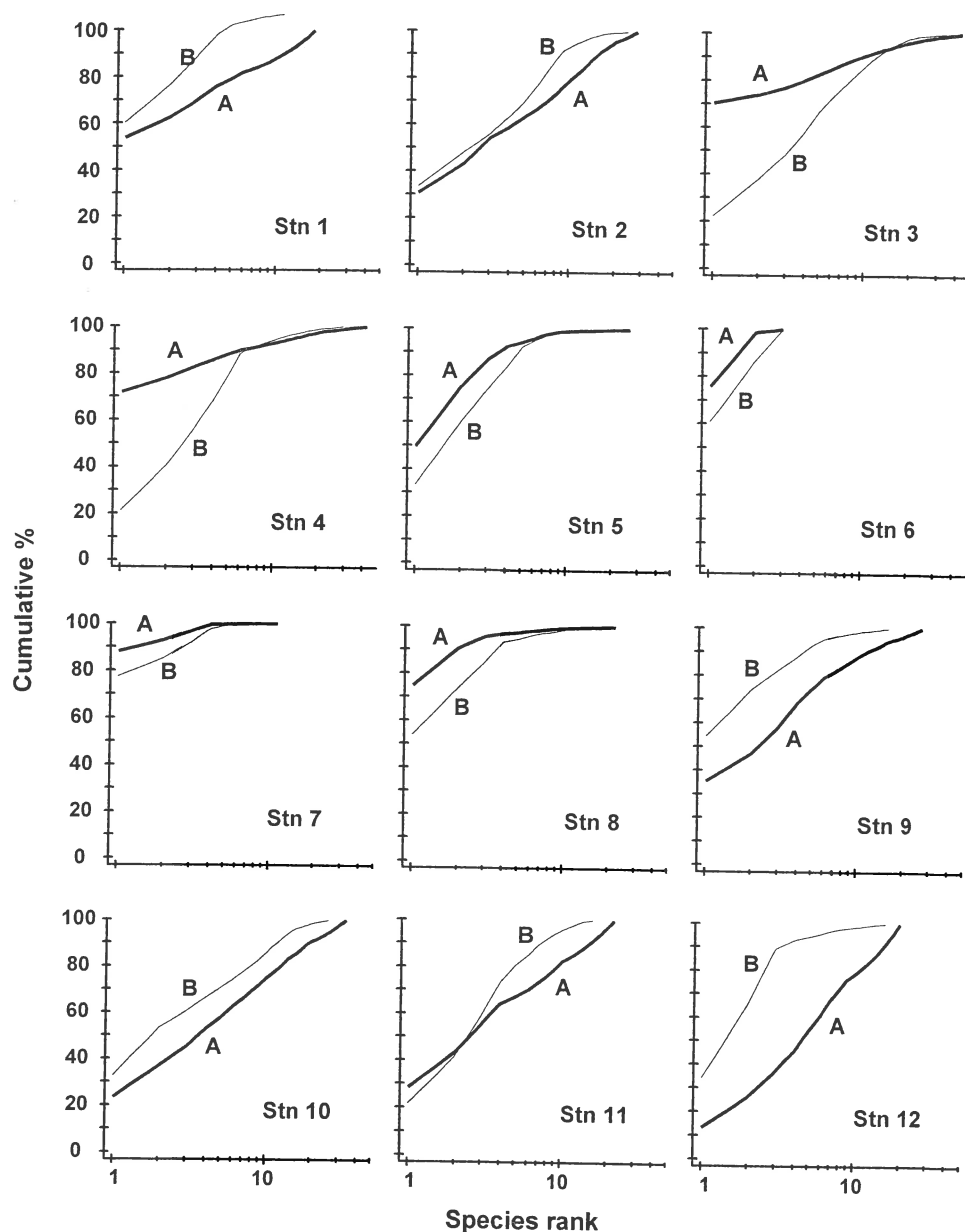 Cumulative %
100
80
60
40
20
0
B
A
Stn 1
B
A
Stn 2
A
B
Stn 3
100
80
60
40
20
0
A
B
Stn 4
A
B
Stn 5
A
B
Stn 6
100
80
60
40
20
0
A
B
Stn 7
A
B
Stn 8
B
A
Stn 9
100
80
60
40
20
0
B
A
Stn 10
B
A
Stn 11
B
A
Stn 12
1 10
1 10
1 10
Species rank